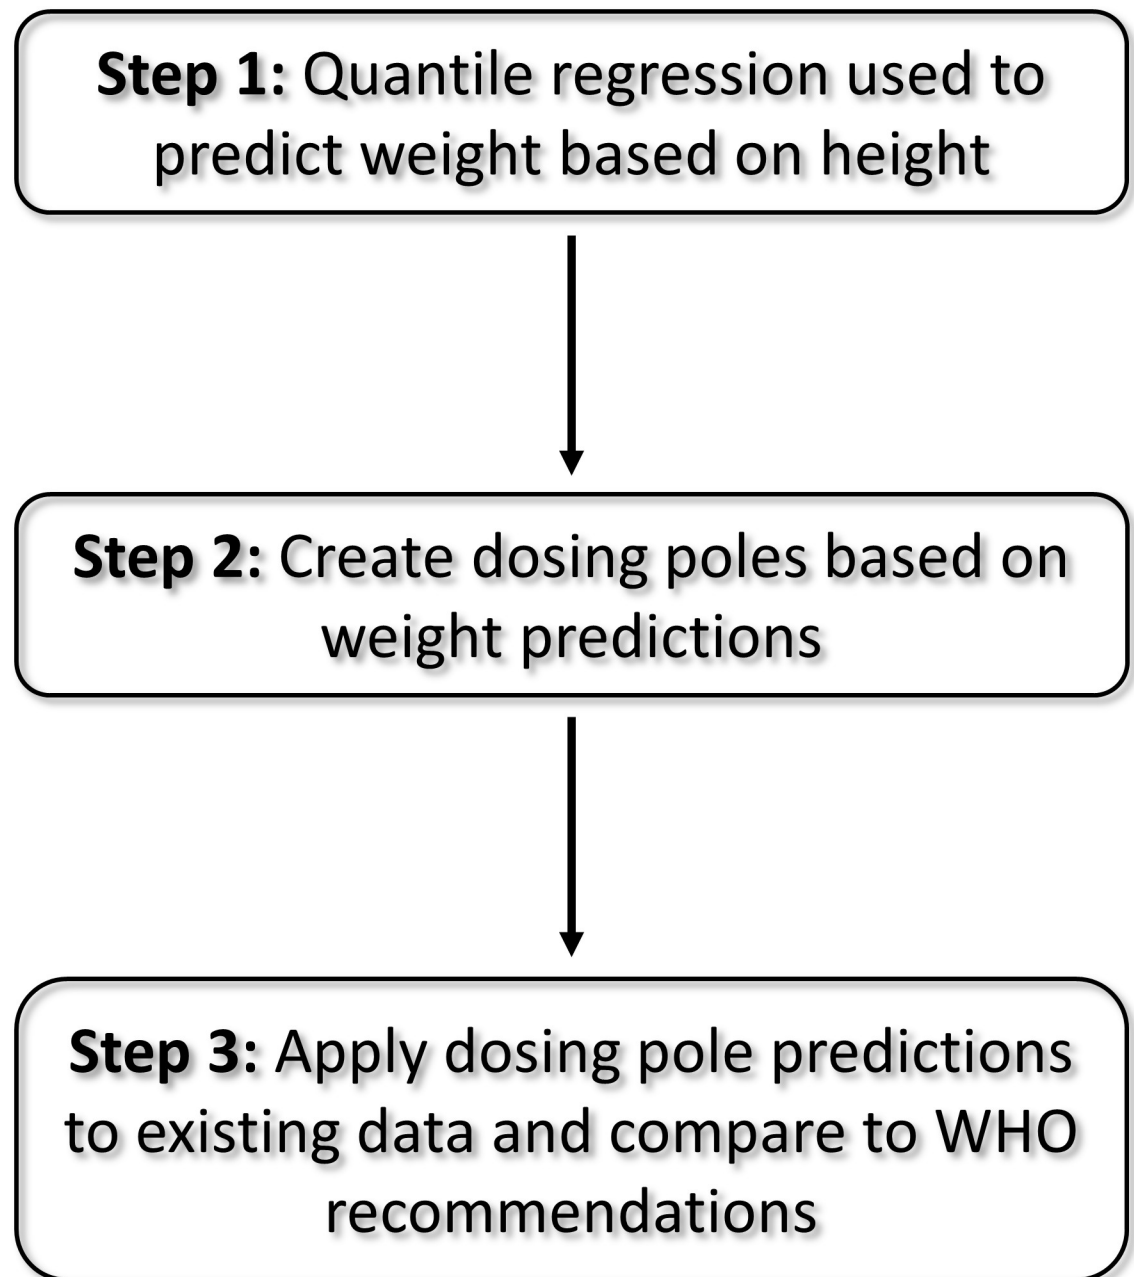 Step 1: Quantile regression used to
predict weight based on height
Step 2: Create dosing poles based on
weight predictions
Step 3: Apply dosing pole predictions
to existing data and compare to WHO
recommendations